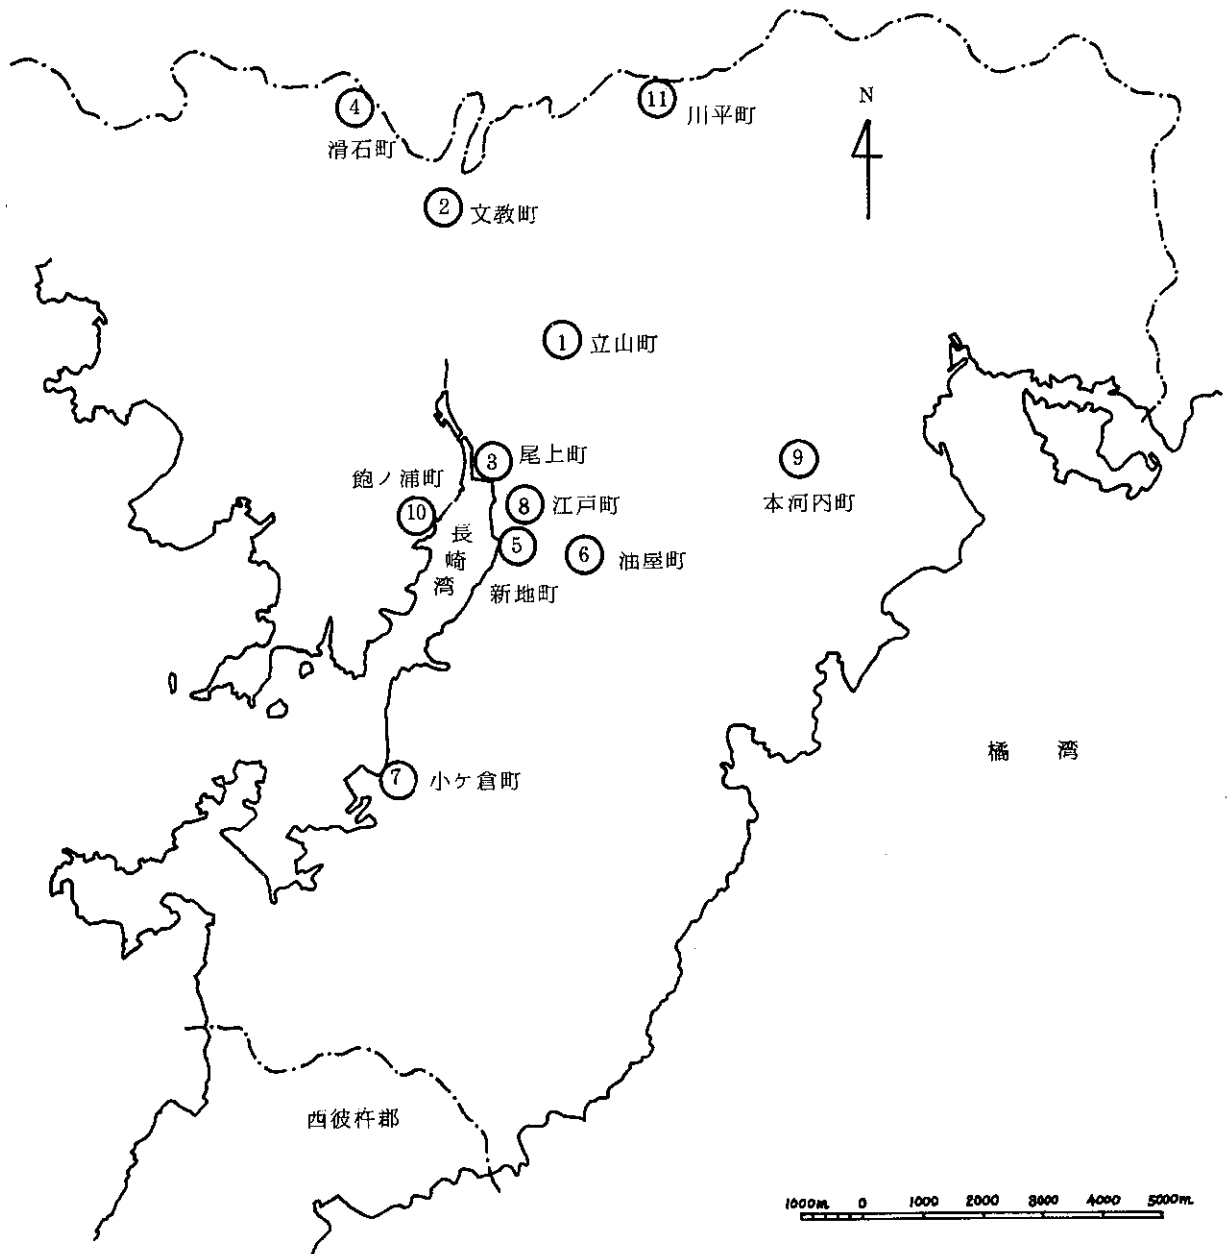 ④
滑石町
⑪
川平町
N
②
文教町
①
立山町
③
尾上町
飽ノ浦町
⑩
⑧
江戸町
⑨
本河内町
長崎湾
⑤
新地町
⑥
油屋町
橘 湾
⑦
小ケ倉町
西彼杵郡
1000m 0 1000 2000 3000 4000 5000m